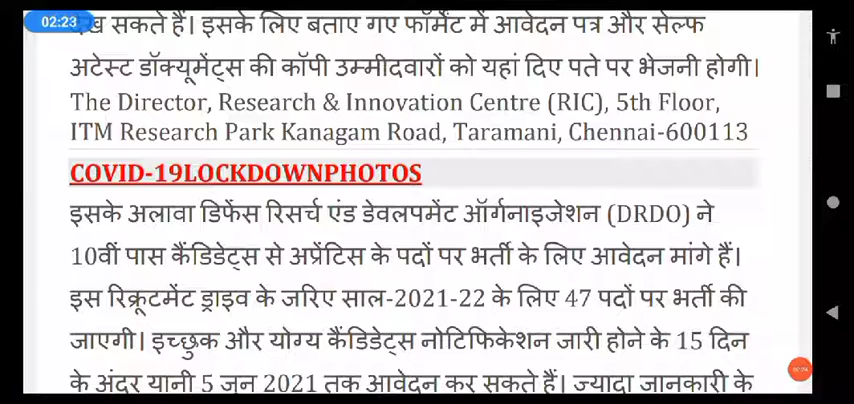 02:23
देख सकते हैं। इसके लिए बताए गए फॉर्मेट में आवेदन पत्र और सेल्फ
अटेस्ट डॉक्यूमेंट्स की कॉपी उम्मीदवारों को यहां दिए पते पर भेजनी होगी।
The Director, Research & Innovation Centre (RIC), 5th Floor,
ITM Research Park Kanagam Road, Taramani, Chennai-600113
COVID-19LOCKDOWNPHOTOS
इसके अलावा डिफेंस रिसर्च एंड डेवलपमेंट ऑर्गनाइजेशन (DRDO) ने
10वीं पास कैंडिडेट्स से अप्रेंटिस के पदों पर भर्ती के लिए आवेदन मांगे हैं।
इस रिक्रूटमेंट ड्राइव के जरिए साल-2021-22 के लिए 47 पदों पर भर्ती की
जाएगी। इच्छुक और योग्य कैंडिडेट्स नोटिफिकेशन जारी होने के 15 दिन
के अंदर यानी 5 जून 2021 तक आवेदन कर सकते हैं। ज्यादा जानकारी के